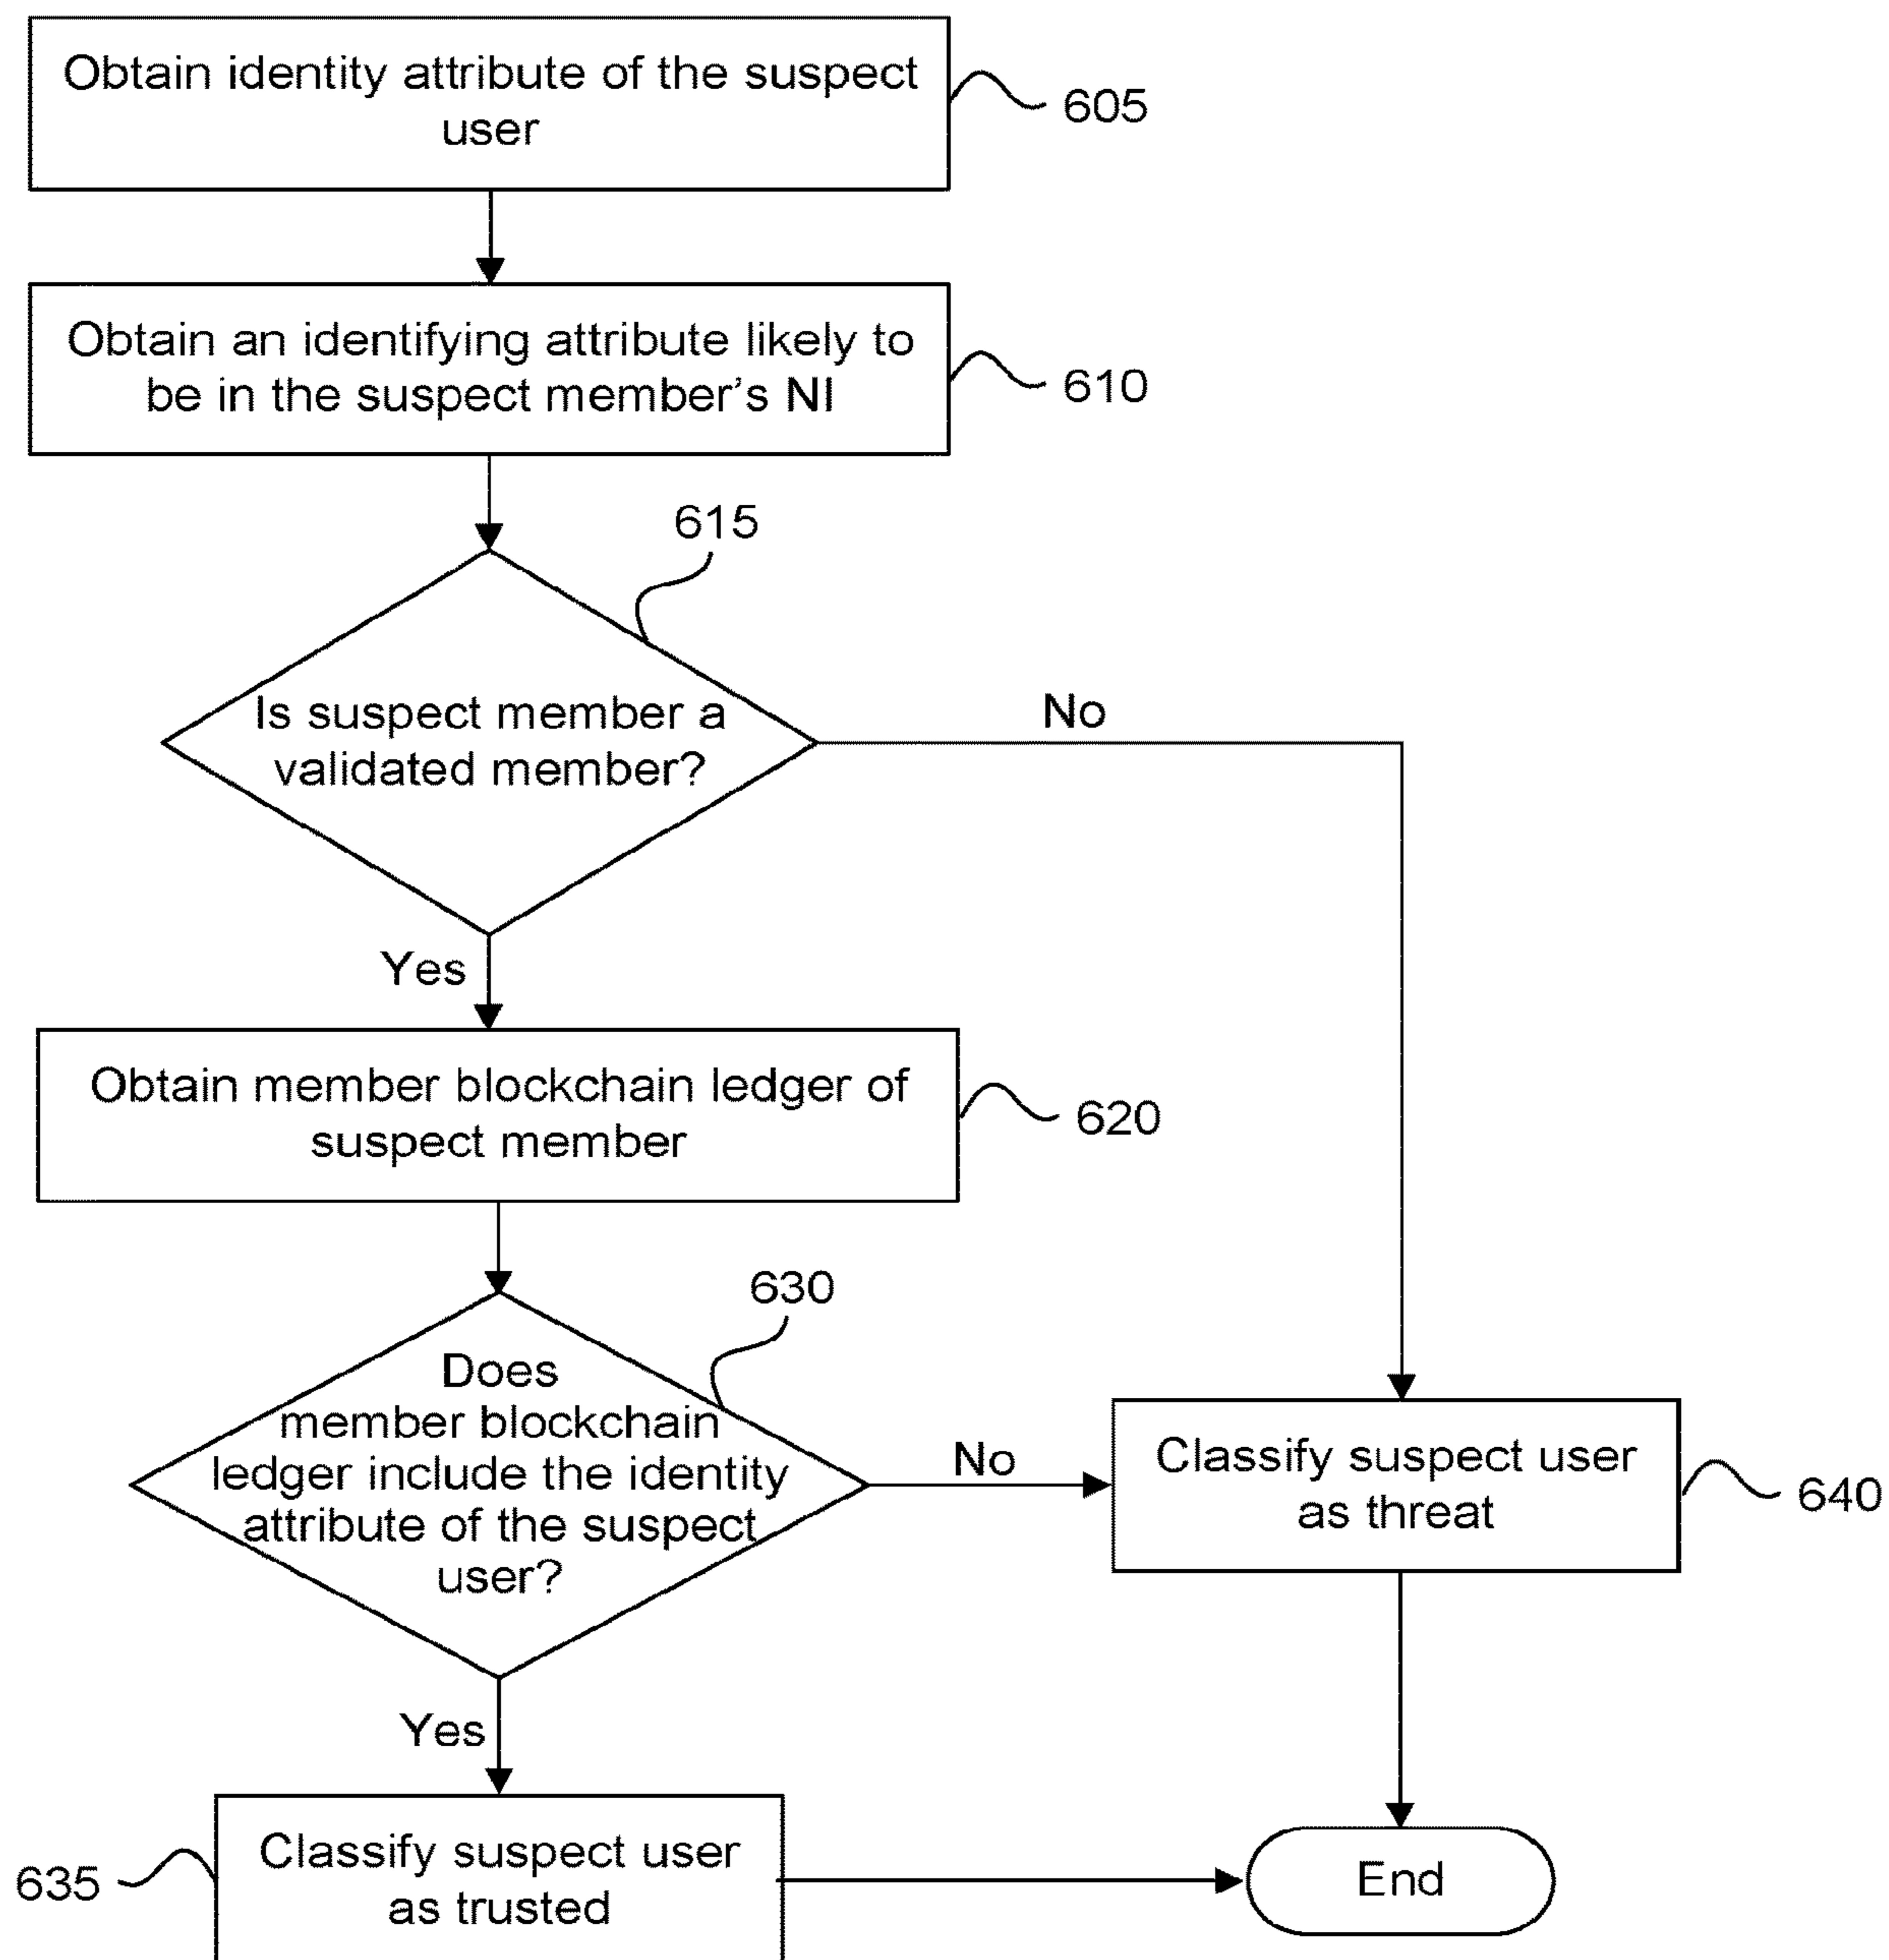 Obtain identity attribute of the suspect
user
605
Obtain an identifying attribute likely to
be in the suspect member's NI
610
615
Is suspect member a
validated member?
No
Yes
Obtain member blockchain ledger of
suspect member
620
630
Does
member blockchain
ledger include the identity
attribute of the suspect
user?
No
Classify suspect user
as threat
640
Yes
635
Classify suspect user
as trusted
End